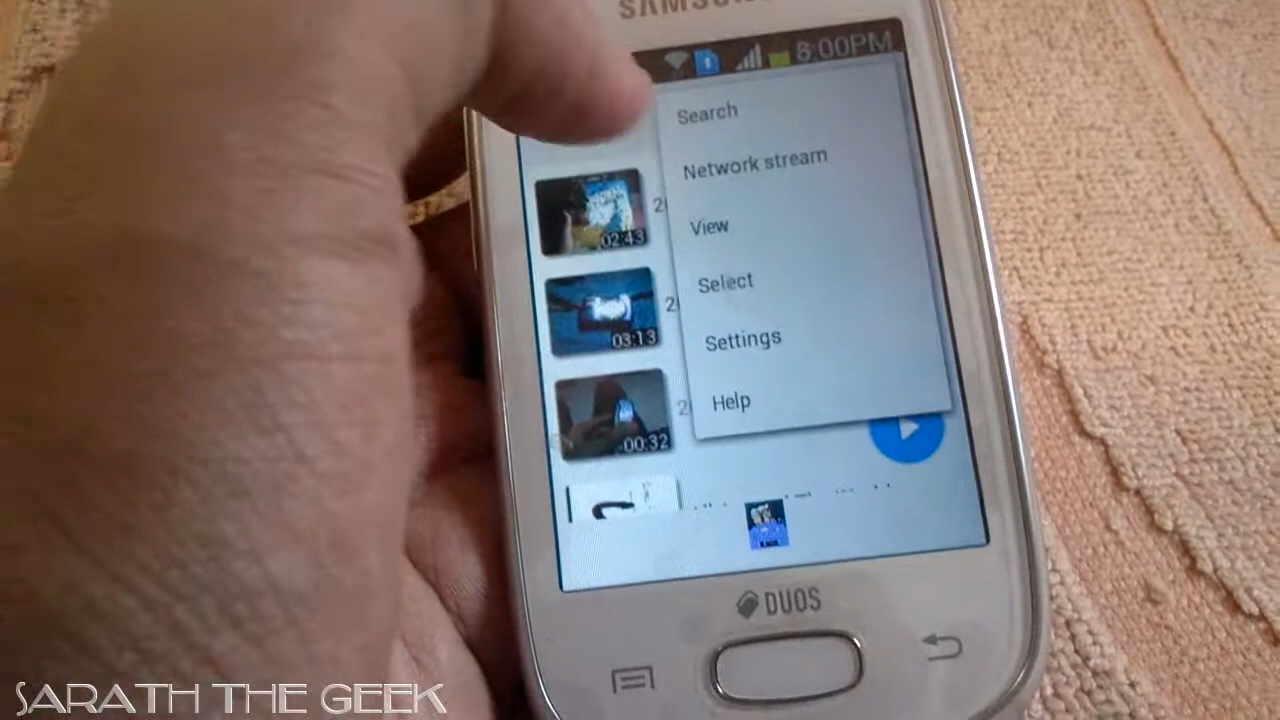 SAMSUNG
8:00PM
Search
Network stream
02:43
View
03:13
Select
Settings
00:32
Help
DUOS
SARATH THE GEEK